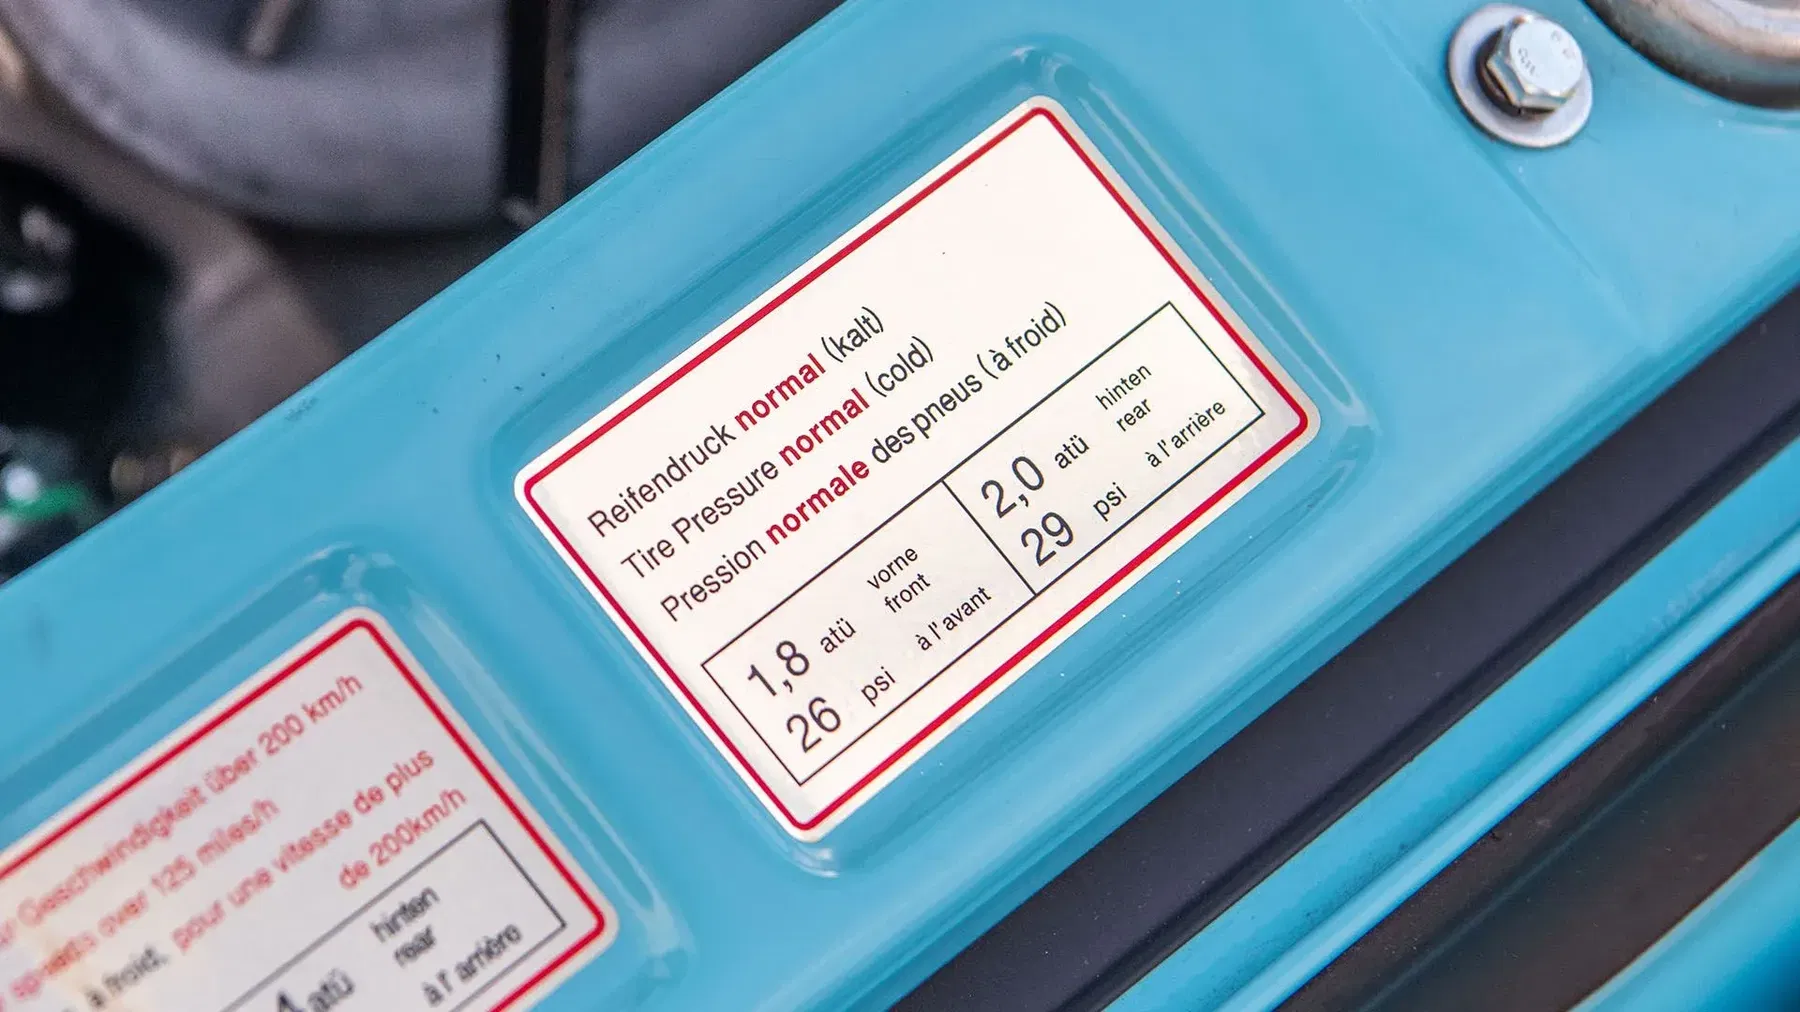 Reifendruck normal (kalt)
Tire Pressure normal (cold)
Pression normale des pneus (à froid)
1,8 atü vorne
front
26 psi à l'avant
2,0 atü hinten
rear
29 psi à l'arrière
Geschwindigkeit über 200 km/h
speeds over 125 miles/h
à froid, pour une vitesse de plus
de 200km/h
atü hinten
rear
à l'arrière